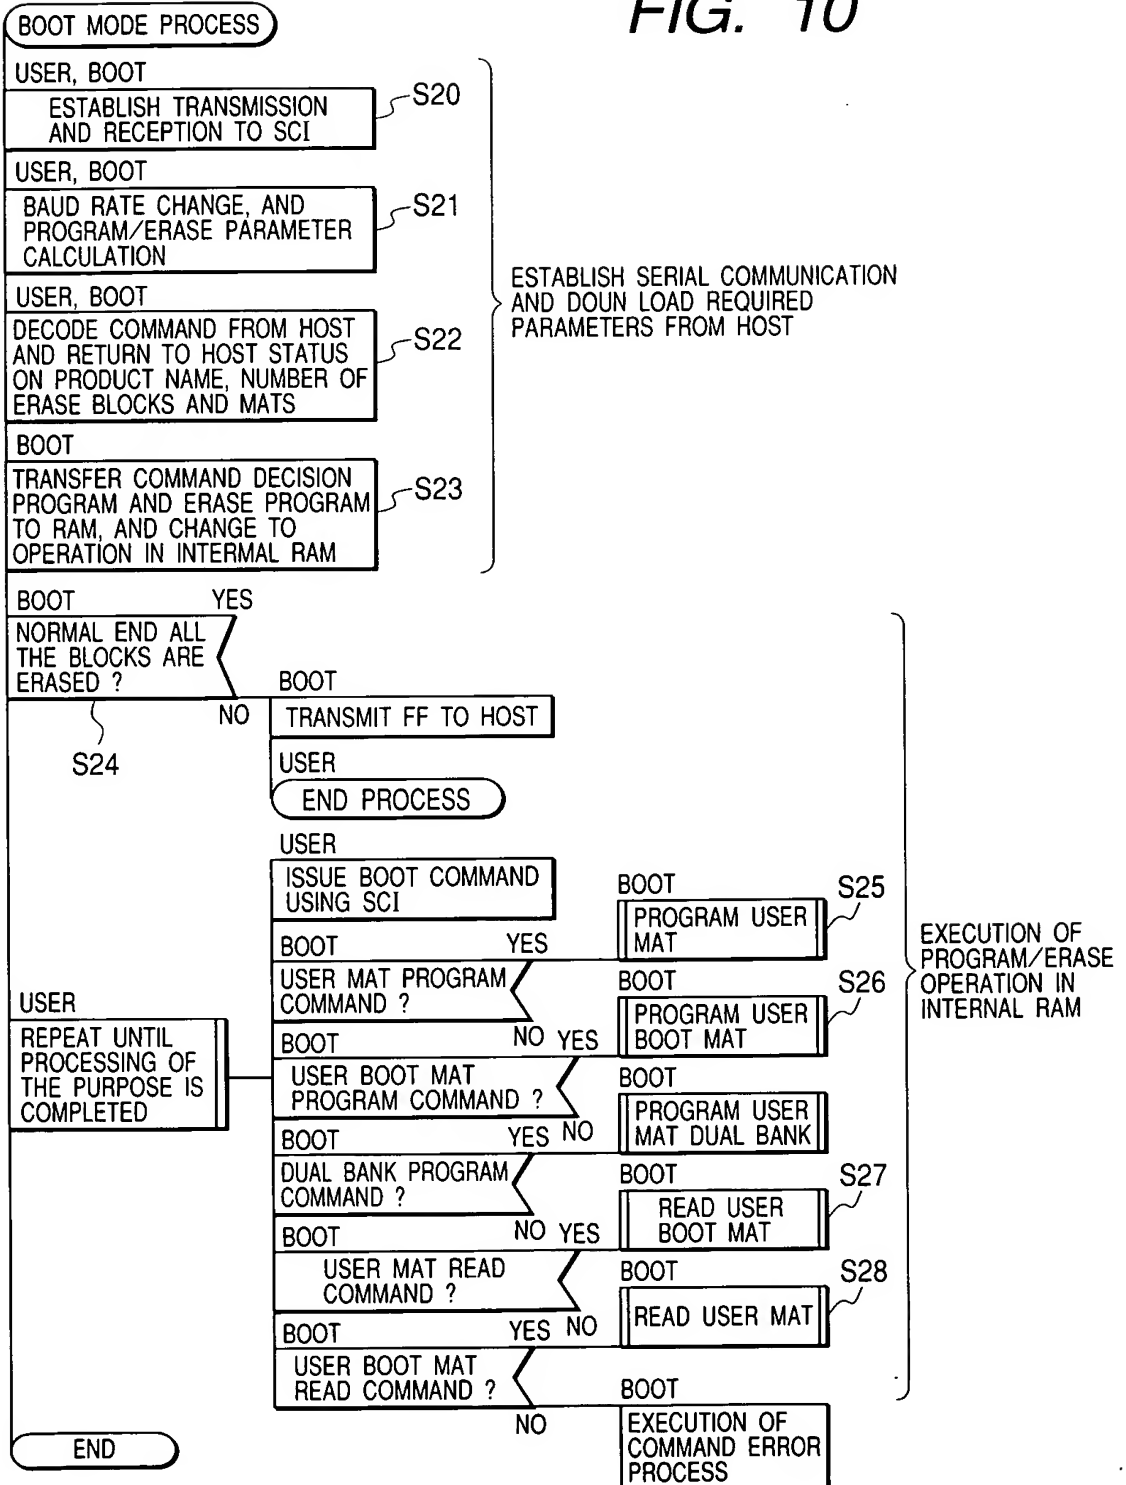 FIG. 10
BOOT MODE PROCESS
USER, BOOT
ESTABLISH TRANSMISSION
AND RECEPTION TO SCI
S20
USER, BOOT
BAUD RATE CHANGE, AND
PROGRAM/ERASE PARAMETER
CALCULATION
S21
USER, BOOT
DECODE COMMAND FROM HOST
AND RETURN TO HOST STATUS
ON PRODUCT NAME, NUMBER OF
ERASE BLOCKS AND MATS
S22
BOOT
TRANSFER COMMAND DECISION
PROGRAM AND ERASE PROGRAM
TO RAM, AND CHANGE TO
OPERATION IN INTERMAL RAM
S23
ESTABLISH SERIAL COMMUNICATION
AND DOUN LOAD REQUIRED
PARAMETERS FROM HOST
BOOT YES
NORMAL END ALL
THE BLOCKS ARE
ERASED ?
NO
S24
BOOT
TRANSMIT FF TO HOST
USER
END PROCESS
USER
REPEAT UNTIL
PROCESSING OF
THE PURPOSE IS
COMPLETED
USER
ISSUE BOOT COMMAND
USING SCI
BOOT YES
USER MAT PROGRAM
COMMAND ?
NO
BOOT
PROGRAM USER
MAT
S25
BOOT YES
USER BOOT MAT
PROGRAM COMMAND ?
NO
BOOT
PROGRAM USER
BOOT MAT
S26
BOOT YES
DUAL BANK PROGRAM
COMMAND ?
NO
BOOT
PROGRAM USER
MAT DUAL BANK
BOOT YES
USER MAT READ
COMMAND ?
NO
BOOT
READ USER
BOOT MAT
S27
BOOT YES
USER BOOT MAT
READ COMMAND ?
NO
BOOT
READ USER MAT
S28
BOOT
EXECUTION OF
COMMAND ERROR
PROCESS
EXECUTION OF
PROGRAM/ERASE
OPERATION IN
INTERNAL RAM
END